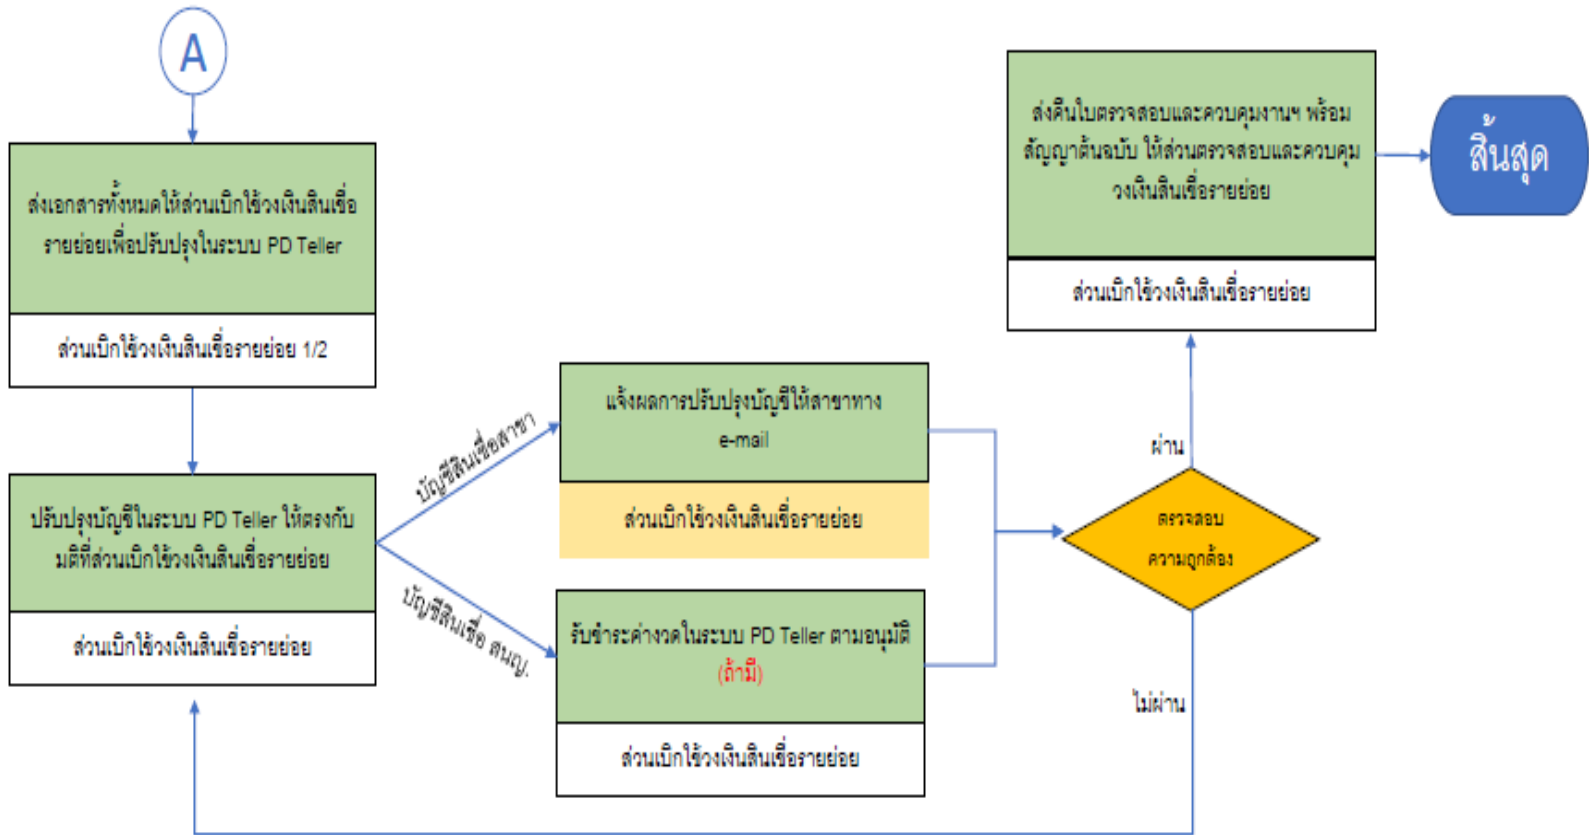 A
ส่งเอกสารทั้งหมดให้ส่วนเบิกใช้วงเงินสินเชื่อ
รายย่อยเพื่อปรับปรุงในระบบ PD Teller
ส่วนเบิกใช้วงเงินสินเชื่อรายย่อย 1/2
ปรับปรุงบัญชีในระบบ PD Teller ให้ตรงกับ
มติที่ส่วนเบิกใช้วงเงินสินเชื่อรายย่อย
ส่วนเบิกใช้วงเงินสินเชื่อรายย่อย
บัญชีสินเชื่อสาขา
แจ้งผลการปรับปรุงบัญชีให้สาขาทาง
e-mail
ส่วนเบิกใช้วงเงินสินเชื่อรายย่อย
บัญชีสินเชื่อ สนญ.
รับชำระค่างวดในระบบ PD Teller ตามอนุมัติ
(ถ้ามี)
ส่วนเบิกใช้วงเงินสินเชื่อรายย่อย
ตรวจสอบ
ความถูกต้อง
ผ่าน
ไม่ผ่าน
ส่งคืนใบตรวจสอบและควบคุมงานฯ พร้อม
สัญญาต้นฉบับ ให้ส่วนตรวจสอบและควบคุม
วงเงินสินเชื่อรายย่อย
ส่วนเบิกใช้วงเงินสินเชื่อรายย่อย
สิ้นสุด